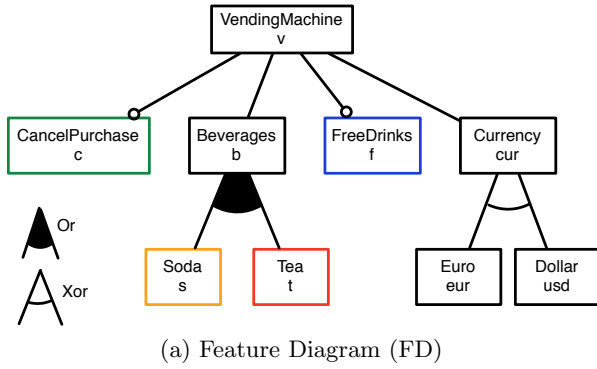 VendingMachine
v
CancelPurchase
c
Beverages
b
FreeDrinks
f
Currency
cur
Or
Xor
Soda
s
Tea
t
Euro
eur
Dollar
usd
(a) Feature Diagram (FD)